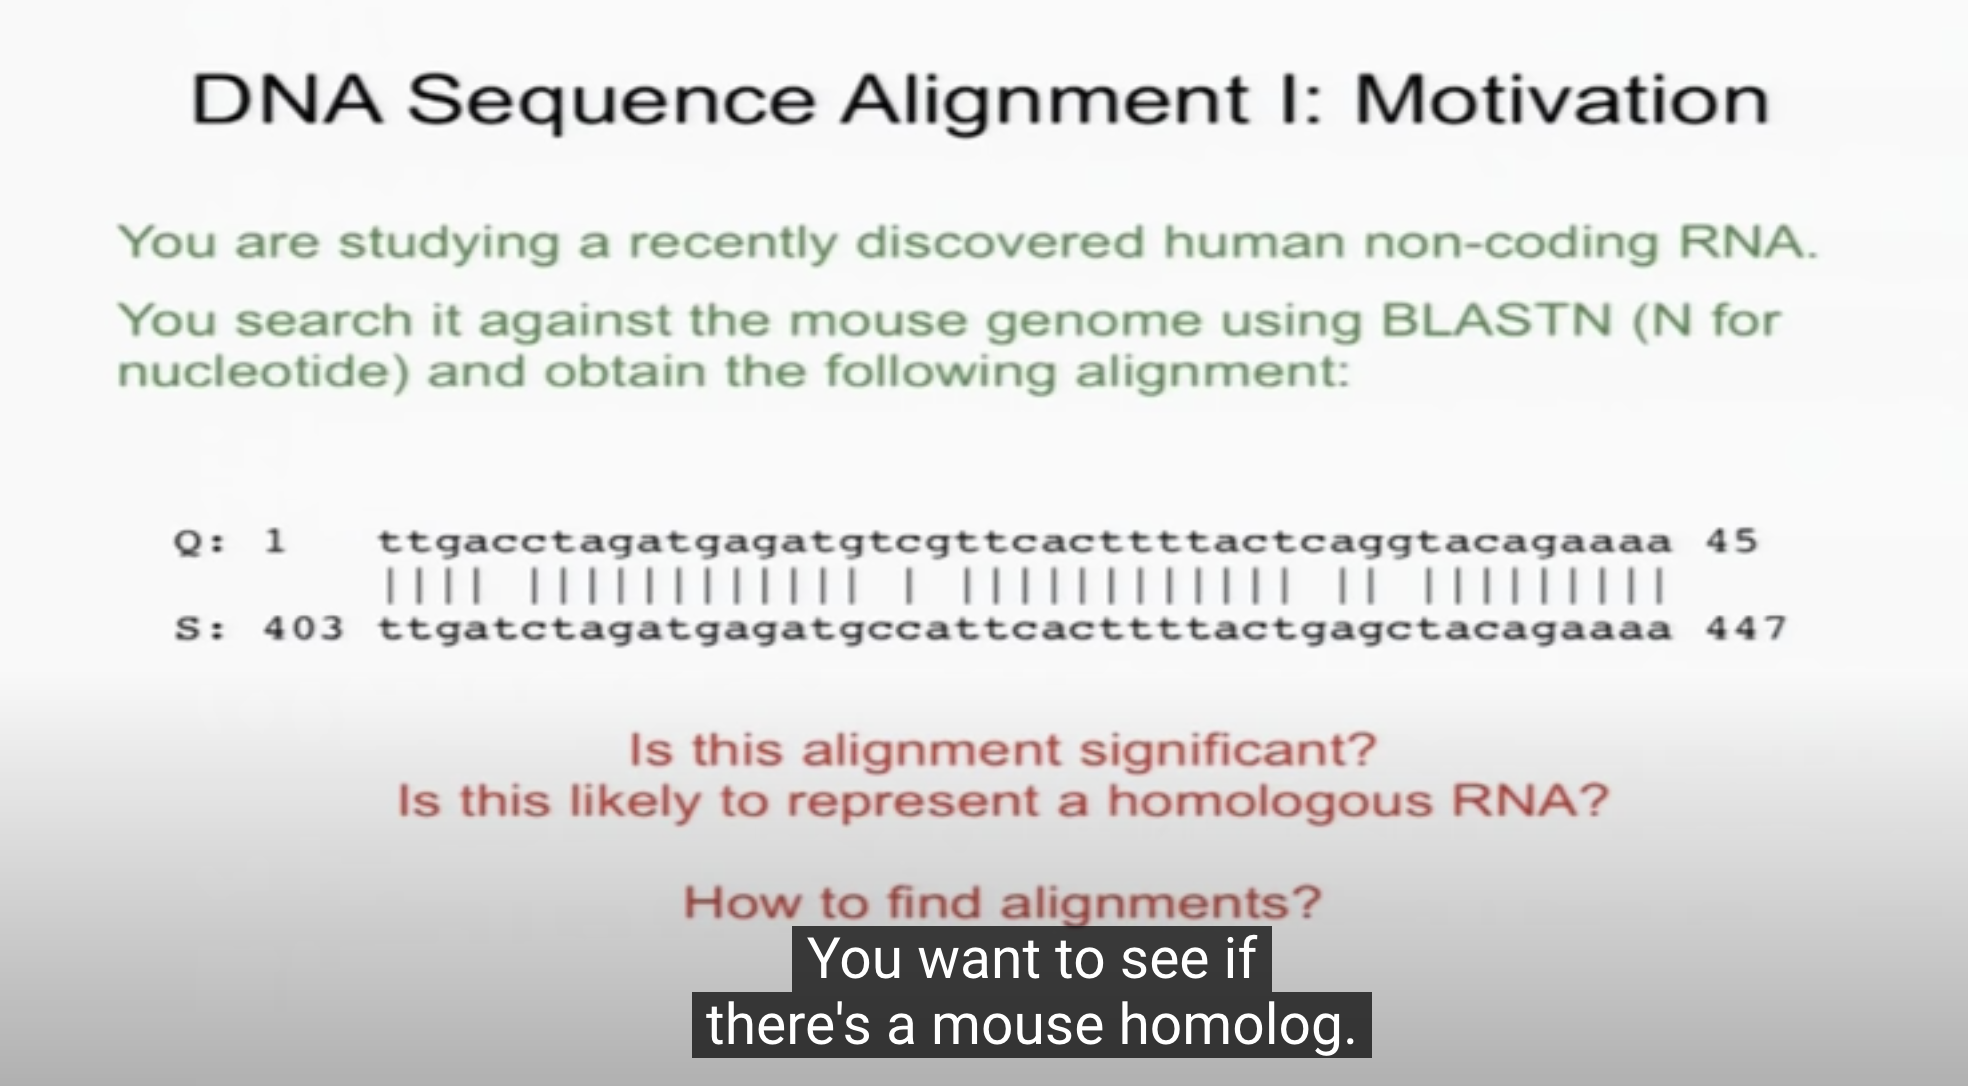 DNA Sequence Alignment I: Motivation
You are studying a recently discovered human non-coding RNA.
You search it against the mouse genome using BLASTN (N for
nucleotide) and obtain the following alignment:
Q: 1 ttgacctagatgagatgtcgttcacttttactcaggtacagaaaa 45
|||| |||||||||||| | |||||||||||| || |||||||||
S: 403 ttgatctagatgagatgccattcacttttactgagctacagaaaa 447
Is this alignment significant?
Is this likely to represent a homologous RNA?
How to find alignments?
You want to see if
there's a mouse homolog.